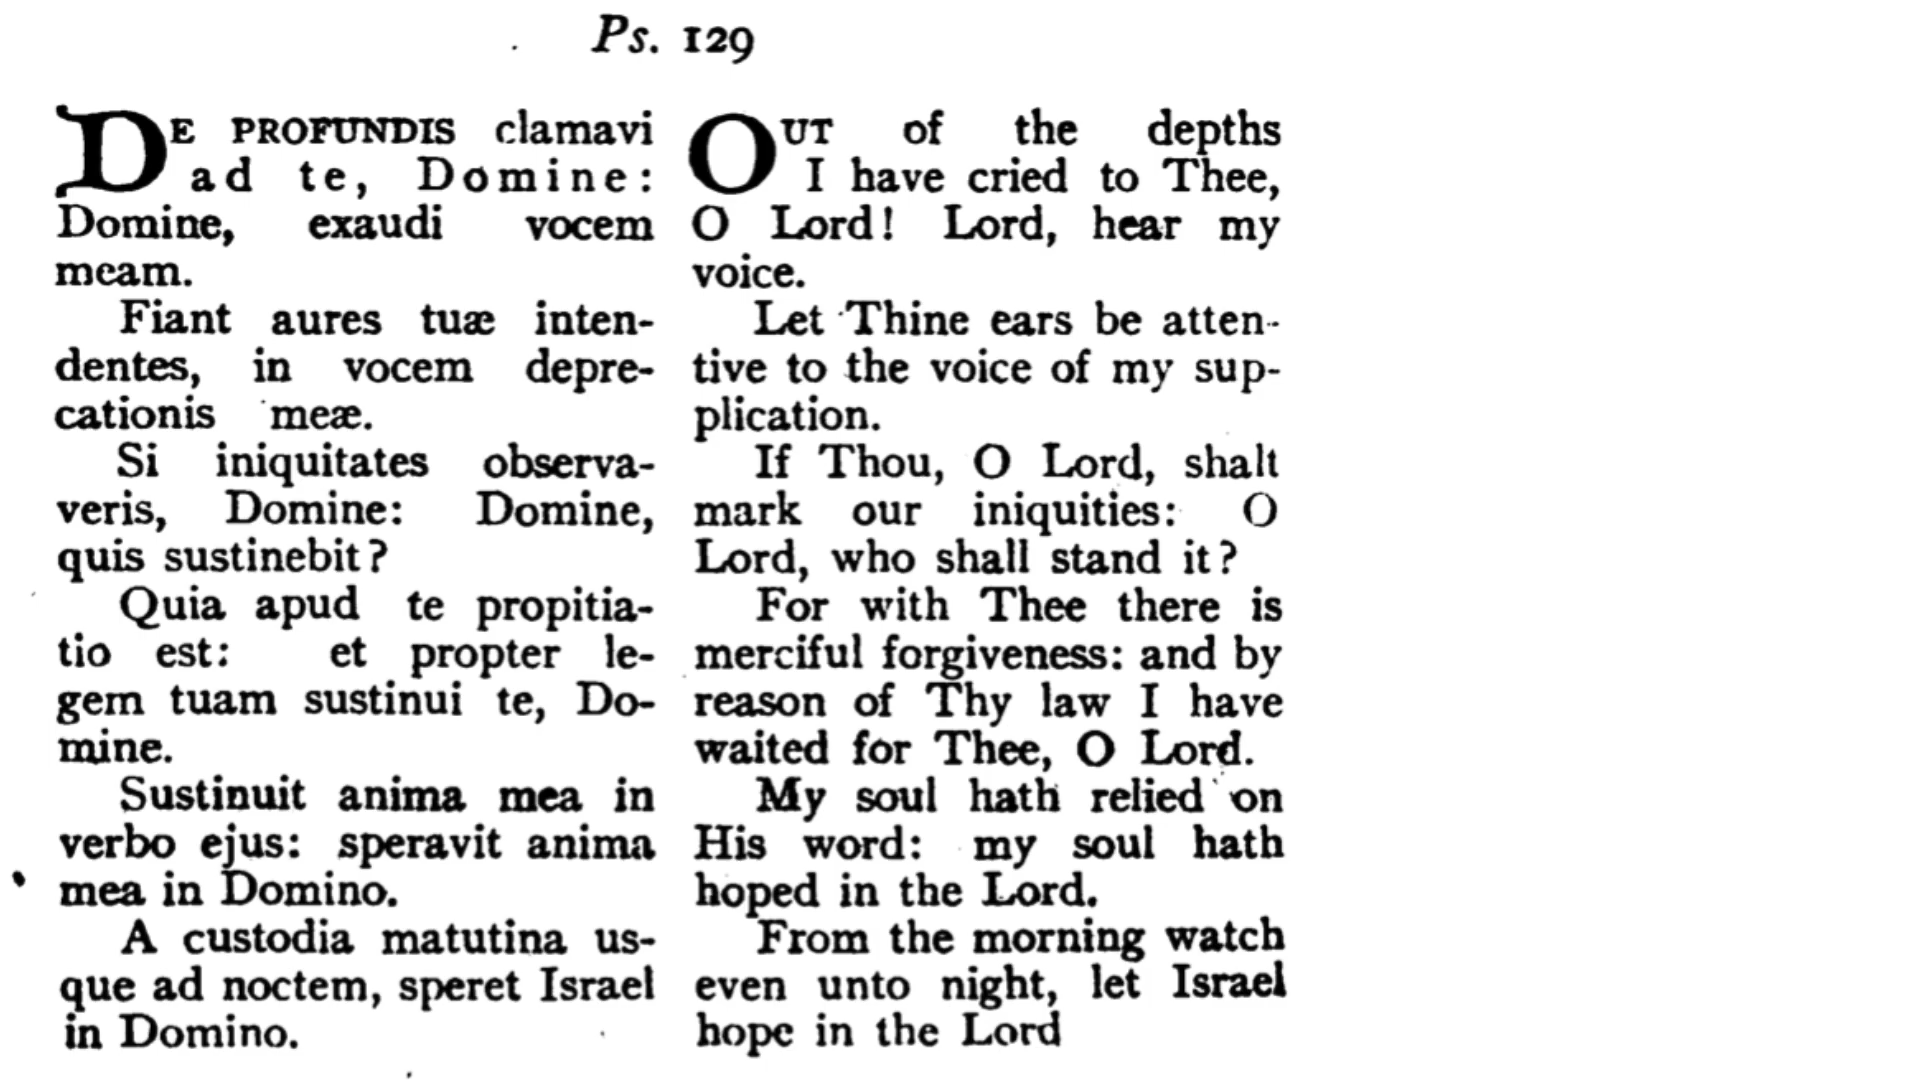 Ps. 129
DE PROFUNDIS clamavi
ad te, Domine:
Domine, exaudi vocem
meam.
Fiant aures tuæ inten-
dentes, in vocem depre-
cationis meæ.
Si iniquitates observa-
veris, Domine: Domine,
quis sustinebit?
Quia apud te propitia-
tio est: et propter le-
gem tuam sustinui te, Do-
mine.
Sustinuit anima mea in
verbo ejus: speravit anima
mea in Domino.
A custodia matutina us-
que ad noctem, speret Israel
in Domino.
OUT of the depths
I have cried to Thee,
O Lord! Lord, hear my
voice.
Let Thine ears be atten-
tive to the voice of my sup-
plication.
If Thou, O Lord, shalt
mark our iniquities: O
Lord, who shall stand it?
For with Thee there is
merciful forgiveness: and by
reason of Thy law I have
waited for Thee, O Lord.
My soul hath relied on
His word: my soul hath
hoped in the Lord.
From the morning watch
even unto night, let Israel
hope in the Lord